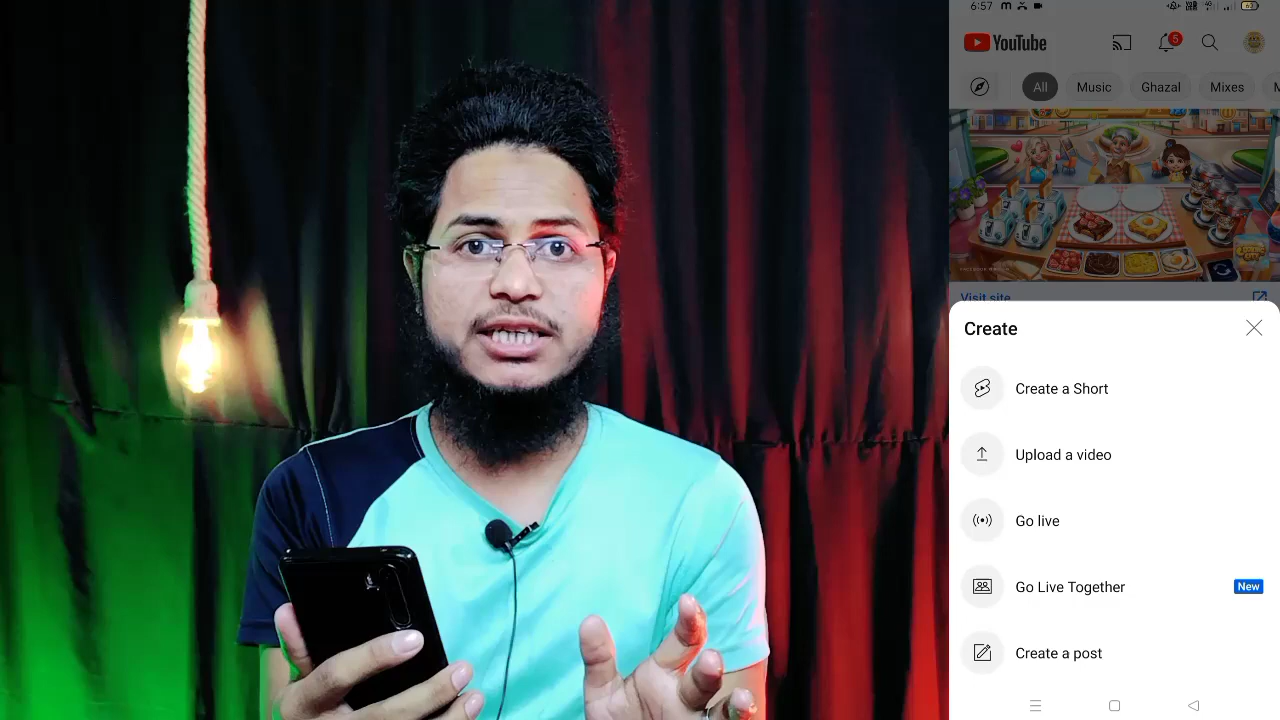 6:57
YouTube
5
All
Music
Ghazal
Mixes
Visit site
Create
Create a Short
Upload a video
Go live
Go Live Together
New
Create a post